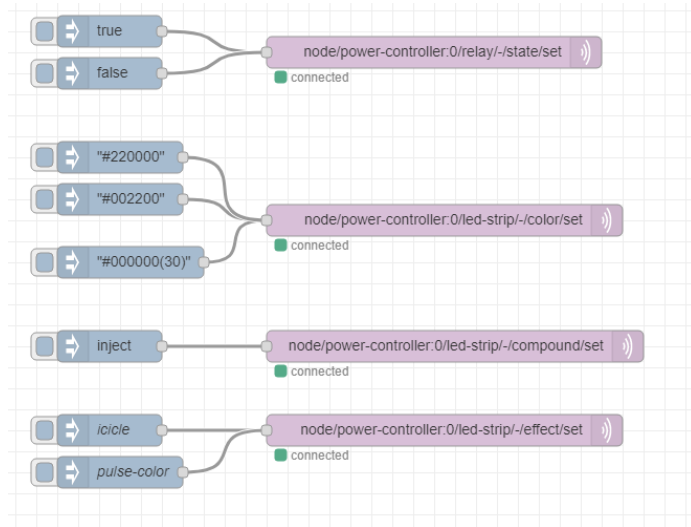 true
node/power-controller:0/relay/-/state/set
false
connected
"#220000"
"#002200"
node/power-controller:0/led-strip/-/color/set
connected
"#000000(30)"
inject
node/power-controller:0/led-strip/-/compound/set
connected
icicle
node/power-controller:0/led-strip/-/effect/set
connected
pulse-color